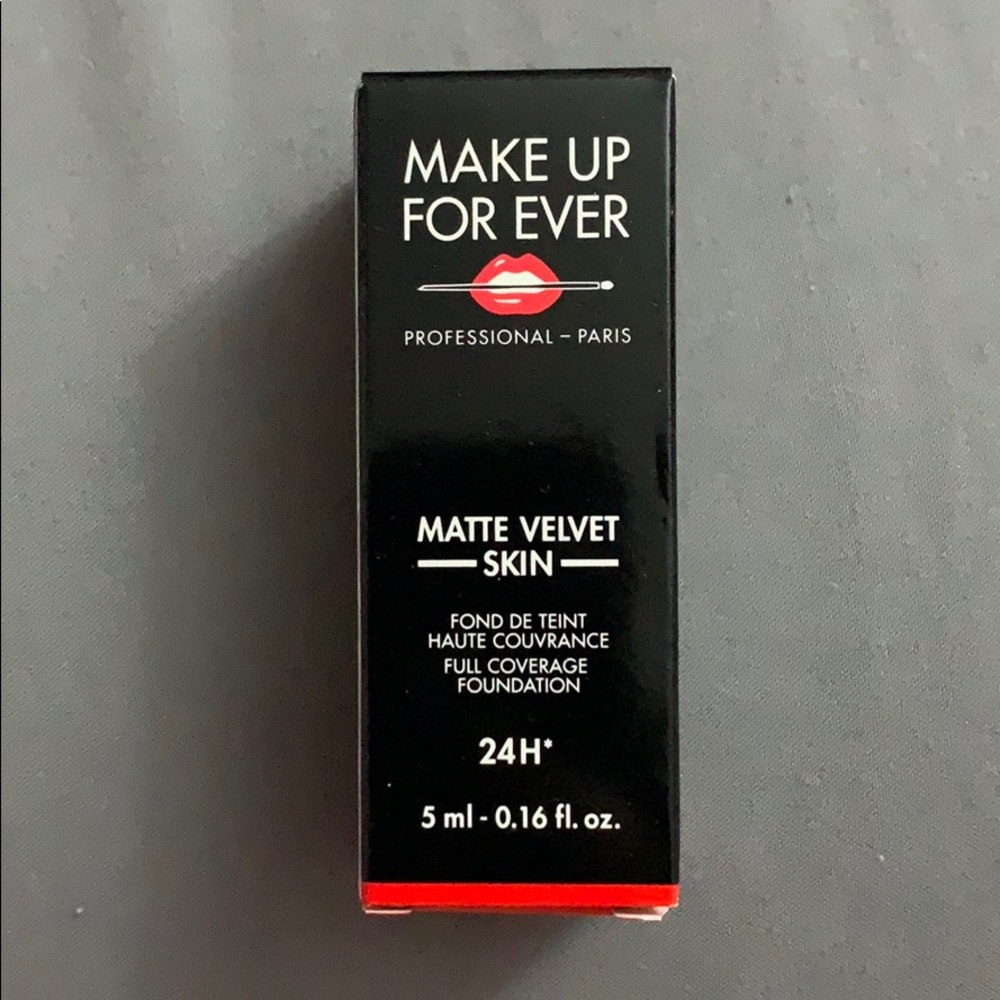 MAKE UP
FOR EVER
PROFESSIONAL – PARIS
MATTE VELVET
SKIN
FOND DE TEINT
HAUTE COUVRANCE
FULL COVERAGE
FOUNDATION
24H*
5 ml - 0.16 fl. oz.